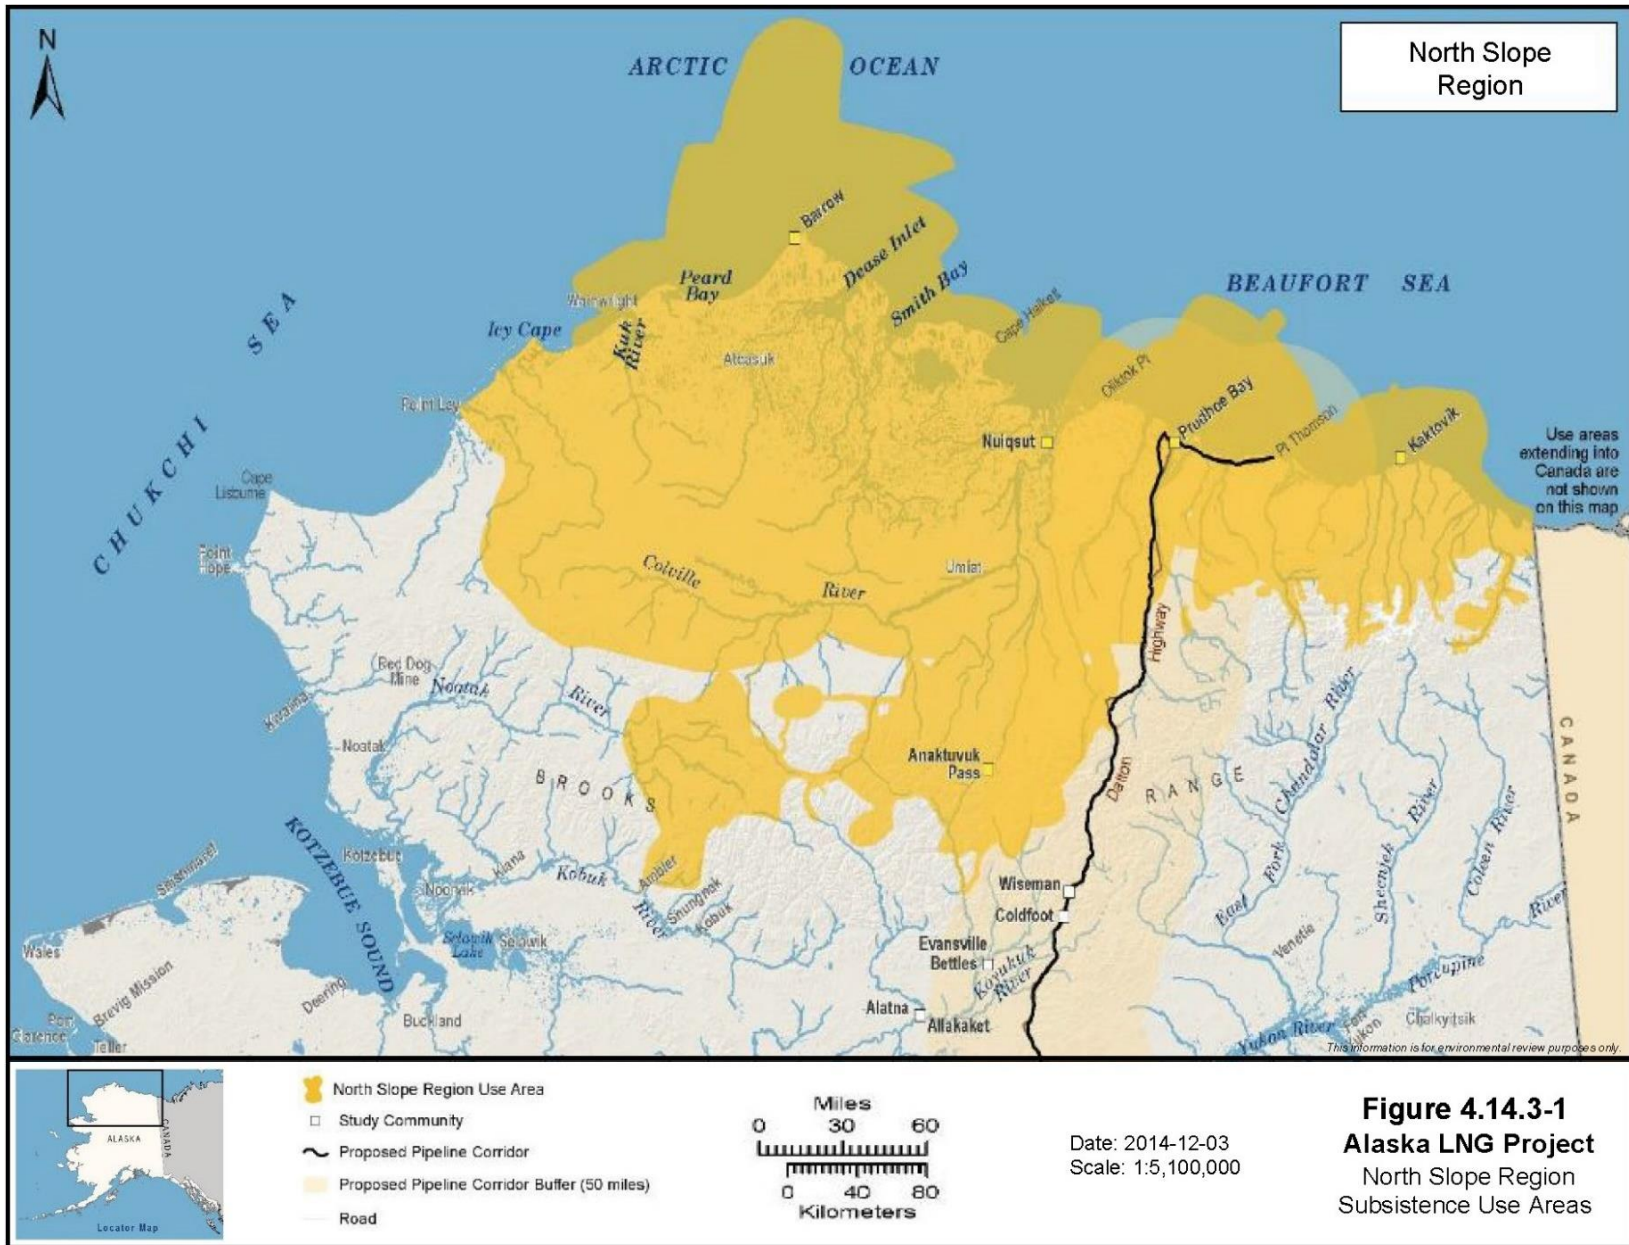 N
North Slope
Region
ARCTIC OCEAN
Barrow
Dease Inlet
Smith Bay
Peard
Bay
Wainwright
Kuk
River
Icy Cape
Atqasuk
Cape Halkett
BEAUFORT SEA
Oliktok Pt
Prudhoe Bay
Pt Thomson
Kaktovik
Nuiqsut
Point Lay
CHUKCHI SEA
Use areas
extending into
Canada are
not shown
on this map
Cape
Lisburne
Point
Hope
Colville River
Umiat
Highway
Dalton
Red Dog
Mine
Noatak River
Kivalina
Noatak
Anaktuvuk
Pass
BROOKS RANGE
East Fork Chandalar River
Sheenjek River
Coleen River
CANADA
KOTZEBUE SOUND
Kotzebue
Shishmaref
Noorvik
Kiana
Kobuk River
Ambler
Shungnak
Kobuk
Selawik
Lake
Selawik
Wiseman
Coldfoot
Evansville
Bettles
Koyukuk
River
Alatna
Allakaket
Venetie
Porcupine River
Yukon River
Fort
Yukon
Chalkyitsik
Wales
Brevig Mission
Deering
Port
Clarence
Teller
Buckland
This information is for environmental review purposes only.
ALASKA
CANADA
Locator Map
North Slope Region Use Area
Study Community
Proposed Pipeline Corridor
Proposed Pipeline Corridor Buffer (50 miles)
Road
Miles
0 30 60
0 40 80
Kilometers
Date: 2014-12-03
Scale: 1:5,100,000
Figure 4.14.3-1
Alaska LNG Project
North Slope Region
Subsistence Use Areas